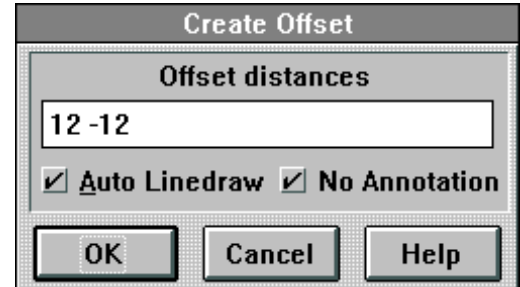 Create Offset
Offset distances
12 -12
Auto Linedraw No Annotation
OK Cancel Help